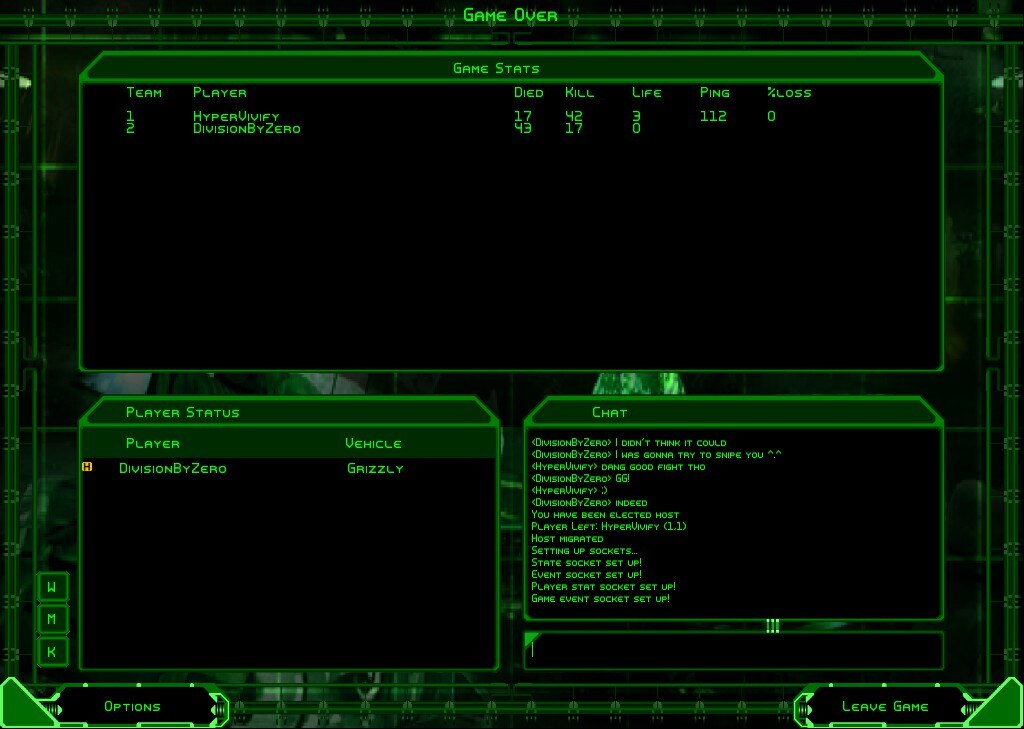 Game Over
Game Stats
Team Player Died Kill Life Ping %loss
1 HyperVivify 17 42 3 112 0
2 DivisionByZero 43 17 0
Player Status
Player Vehicle
H DivisionByZero Grizzly
Chat
<DivisionByZero> I didn't think it could
<DivisionByZero> I was gonna try to snipe you ^.^
<HyperVivify> dang good fight tho
<DivisionByZero> GG!
<HyperVivify> ;)
<DivisionByZero> indeed
You have been elected host
Player Left: HyperVivify (1,1)
Host migrated
Setting up sockets...
State socket set up!
Event socket set up!
Player stat socket set up!
Game event socket set up!
W
M
K
Options
Leave Game